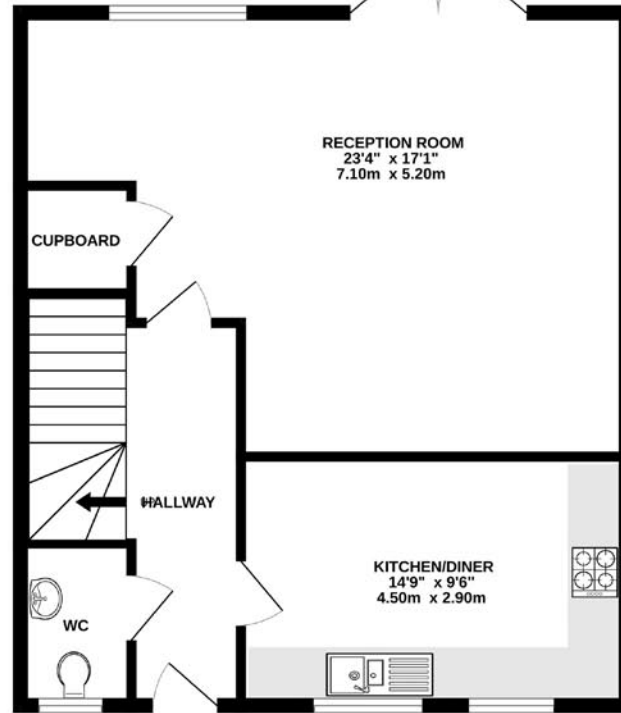 RECEPTION ROOM
23'4" x 17'1"
7.10m x 5.20m
CUPBOARD
HALLWAY
KITCHEN/DINER
14'9" x 9'6"
4.50m x 2.90m
WC